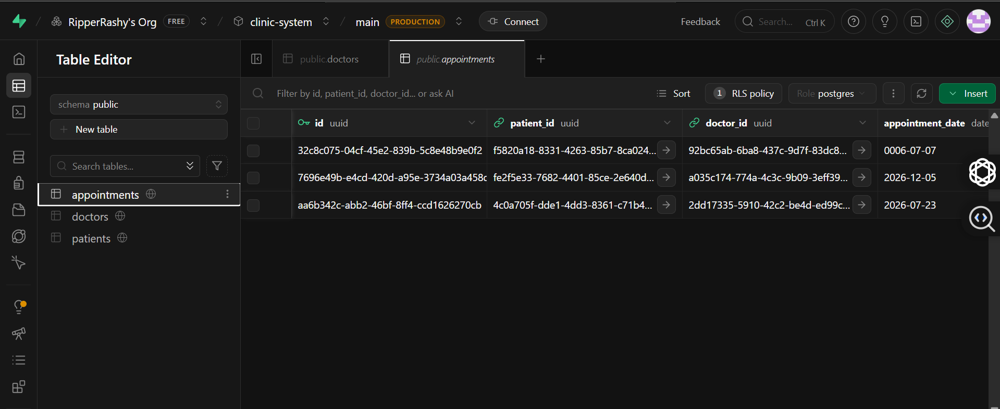 RipperRashy's Org FREE clinic-system main PRODUCTION Connect Feedback Search... Ctrl K
Table Editor
public.doctors public.appointments
schema public
New table
Search tables...
appointments
doctors
patients
Filter by id, patient_id, doctor_id... or ask AI Sort 1 RLS policy Role postgres Insert
id uuid patient_id uuid doctor_id uuid appointment_date date
32c8c075-04cf-45e2-839b-5c8e48b9e0f2 f5820a18-8331-4263-85b7-8ca024... 92bc65ab-6ba8-437c-9d7f-83dc8... 0006-07-07
7696e49b-e4cd-420d-a95e-3734a03a458c fe2f5e33-7682-4401-85ce-2e640d... a035c174-774a-4c3c-9b09-3eff39... 2026-12-05
aa6b342c-abb2-46bf-8ff4-ccd1626270cb 4c0a705f-dde1-4dd3-8361-c71b4... 2dd17335-5910-42c2-be4d-ed99c... 2026-07-23